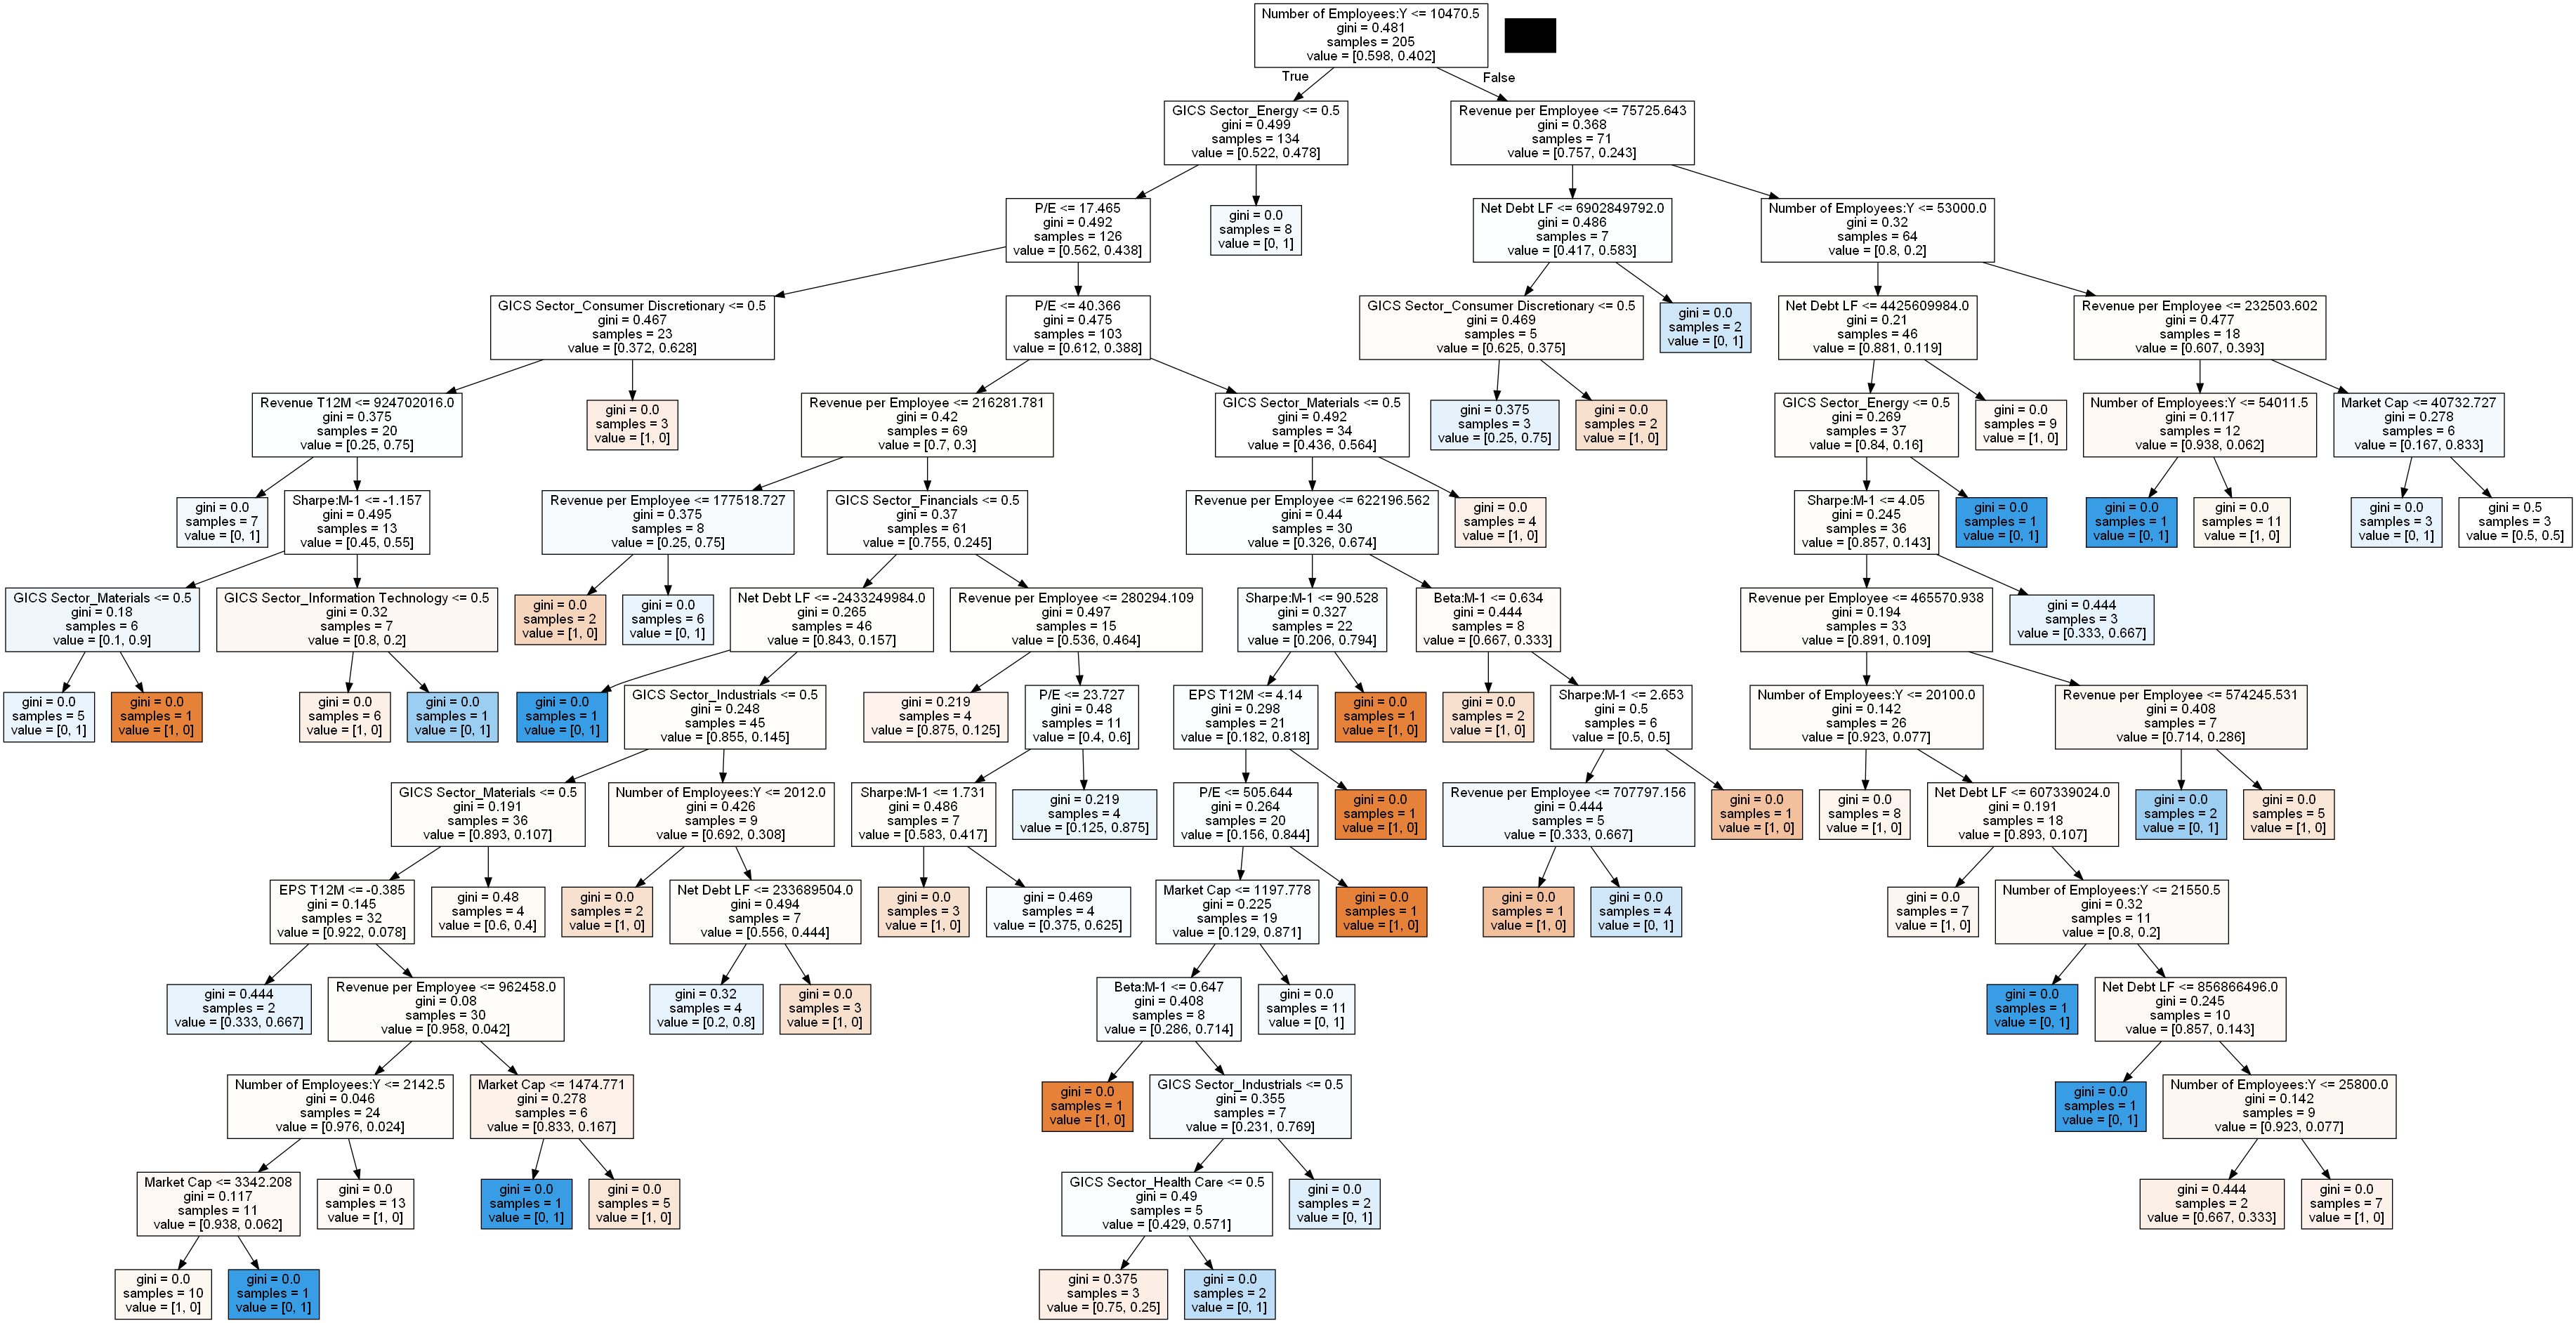 Number of Employees:Y <= 10470.5
gini = 0.481
samples = 205
value = [0.598, 0.402]
True
False
GICS Sector_Energy <= 0.5
gini = 0.499
samples = 134
value = [0.522, 0.478]
Revenue per Employee <= 75725.643
gini = 0.368
samples = 71
value = [0.757, 0.243]
P/E <= 17.465
gini = 0.492
samples = 126
value = [0.562, 0.438]
gini = 0.0
samples = 8
value = [0, 1]
Net Debt LF <= 6902849792.0
gini = 0.486
samples = 7
value = [0.417, 0.583]
Number of Employees:Y <= 53000.0
gini = 0.32
samples = 64
value = [0.8, 0.2]
GICS Sector_Consumer Discretionary <= 0.5
gini = 0.467
samples = 23
value = [0.372, 0.628]
P/E <= 40.366
gini = 0.475
samples = 103
value = [0.612, 0.388]
GICS Sector_Consumer Discretionary <= 0.5
gini = 0.469
samples = 5
value = [0.625, 0.375]
gini = 0.0
samples = 2
value = [0, 1]
Net Debt LF <= 4425609984.0
gini = 0.21
samples = 46
value = [0.881, 0.119]
Revenue per Employee <= 232503.602
gini = 0.477
samples = 18
value = [0.607, 0.393]
Revenue T12M <= 924702016.0
gini = 0.375
samples = 20
value = [0.25, 0.75]
gini = 0.0
samples = 3
value = [1, 0]
Revenue per Employee <= 216281.781
gini = 0.42
samples = 69
value = [0.7, 0.3]
GICS Sector_Materials <= 0.5
gini = 0.492
samples = 34
value = [0.436, 0.564]
gini = 0.375
samples = 3
value = [0.25, 0.75]
gini = 0.0
samples = 2
value = [1, 0]
GICS Sector_Energy <= 0.5
gini = 0.269
samples = 37
value = [0.84, 0.16]
gini = 0.0
samples = 9
value = [1, 0]
Number of Employees:Y <= 54011.5
gini = 0.117
samples = 12
value = [0.938, 0.062]
Market Cap <= 40732.727
gini = 0.278
samples = 6
value = [0.167, 0.833]
gini = 0.0
samples = 7
value = [0, 1]
Sharpe:M-1 <= -1.157
gini = 0.495
samples = 13
value = [0.45, 0.55]
Revenue per Employee <= 177518.727
gini = 0.375
samples = 8
value = [0.25, 0.75]
GICS Sector_Financials <= 0.5
gini = 0.37
samples = 61
value = [0.755, 0.245]
Revenue per Employee <= 622196.562
gini = 0.44
samples = 30
value = [0.326, 0.674]
gini = 0.0
samples = 4
value = [1, 0]
Sharpe:M-1 <= 4.05
gini = 0.245
samples = 36
value = [0.857, 0.143]
gini = 0.0
samples = 1
value = [0, 1]
gini = 0.0
samples = 1
value = [0, 1]
gini = 0.0
samples = 11
value = [1, 0]
gini = 0.0
samples = 3
value = [0, 1]
gini = 0.5
samples = 3
value = [0.5, 0.5]
GICS Sector_Materials <= 0.5
gini = 0.18
samples = 6
value = [0.1, 0.9]
GICS Sector_Information Technology <= 0.5
gini = 0.32
samples = 7
value = [0.8, 0.2]
gini = 0.0
samples = 2
value = [1, 0]
gini = 0.0
samples = 6
value = [0, 1]
Net Debt LF <= -2433249984.0
gini = 0.265
samples = 46
value = [0.843, 0.157]
Revenue per Employee <= 280294.109
gini = 0.497
samples = 15
value = [0.536, 0.464]
Sharpe:M-1 <= 90.528
gini = 0.327
samples = 22
value = [0.206, 0.794]
Beta:M-1 <= 0.634
gini = 0.444
samples = 8
value = [0.667, 0.333]
Revenue per Employee <= 465570.938
gini = 0.194
samples = 33
value = [0.891, 0.109]
gini = 0.444
samples = 3
value = [0.333, 0.667]
gini = 0.0
samples = 5
value = [0, 1]
gini = 0.0
samples = 1
value = [1, 0]
gini = 0.0
samples = 6
value = [1, 0]
gini = 0.0
samples = 1
value = [0, 1]
gini = 0.0
samples = 1
value = [0, 1]
GICS Sector_Industrials <= 0.5
gini = 0.248
samples = 45
value = [0.855, 0.145]
gini = 0.219
samples = 4
value = [0.875, 0.125]
P/E <= 23.727
gini = 0.48
samples = 11
value = [0.4, 0.6]
EPS T12M <= 4.14
gini = 0.298
samples = 21
value = [0.182, 0.818]
gini = 0.0
samples = 1
value = [1, 0]
gini = 0.0
samples = 2
value = [1, 0]
Sharpe:M-1 <= 2.653
gini = 0.5
samples = 6
value = [0.5, 0.5]
Number of Employees:Y <= 20100.0
gini = 0.142
samples = 26
value = [0.923, 0.077]
Revenue per Employee <= 574245.531
gini = 0.408
samples = 7
value = [0.714, 0.286]
GICS Sector_Materials <= 0.5
gini = 0.191
samples = 36
value = [0.893, 0.107]
Number of Employees:Y <= 2012.0
gini = 0.426
samples = 9
value = [0.692, 0.308]
Sharpe:M-1 <= 1.731
gini = 0.486
samples = 7
value = [0.583, 0.417]
gini = 0.219
samples = 4
value = [0.125, 0.875]
P/E <= 505.644
gini = 0.264
samples = 20
value = [0.156, 0.844]
gini = 0.0
samples = 1
value = [1, 0]
Revenue per Employee <= 707797.156
gini = 0.444
samples = 5
value = [0.333, 0.667]
gini = 0.0
samples = 1
value = [1, 0]
gini = 0.0
samples = 8
value = [1, 0]
Net Debt LF <= 607339024.0
gini = 0.191
samples = 18
value = [0.893, 0.107]
gini = 0.0
samples = 2
value = [0, 1]
gini = 0.0
samples = 5
value = [1, 0]
EPS T12M <= -0.385
gini = 0.145
samples = 32
value = [0.922, 0.078]
gini = 0.48
samples = 4
value = [0.6, 0.4]
gini = 0.0
samples = 2
value = [1, 0]
Net Debt LF <= 233689504.0
gini = 0.494
samples = 7
value = [0.556, 0.444]
gini = 0.0
samples = 3
value = [1, 0]
gini = 0.469
samples = 4
value = [0.375, 0.625]
Market Cap <= 1197.778
gini = 0.225
samples = 19
value = [0.129, 0.871]
gini = 0.0
samples = 1
value = [1, 0]
gini = 0.0
samples = 1
value = [1, 0]
gini = 0.0
samples = 4
value = [0, 1]
gini = 0.0
samples = 7
value = [1, 0]
Number of Employees:Y <= 21550.5
gini = 0.32
samples = 11
value = [0.8, 0.2]
gini = 0.444
samples = 2
value = [0.333, 0.667]
Revenue per Employee <= 962458.0
gini = 0.08
samples = 30
value = [0.958, 0.042]
gini = 0.32
samples = 4
value = [0.2, 0.8]
gini = 0.0
samples = 3
value = [1, 0]
Beta:M-1 <= 0.647
gini = 0.408
samples = 8
value = [0.286, 0.714]
gini = 0.0
samples = 11
value = [0, 1]
gini = 0.0
samples = 1
value = [0, 1]
Net Debt LF <= 856866496.0
gini = 0.245
samples = 10
value = [0.857, 0.143]
Number of Employees:Y <= 2142.5
gini = 0.046
samples = 24
value = [0.976, 0.024]
Market Cap <= 1474.771
gini = 0.278
samples = 6
value = [0.833, 0.167]
gini = 0.0
samples = 1
value = [1, 0]
GICS Sector_Industrials <= 0.5
gini = 0.355
samples = 7
value = [0.231, 0.769]
gini = 0.0
samples = 1
value = [0, 1]
Number of Employees:Y <= 25800.0
gini = 0.142
samples = 9
value = [0.923, 0.077]
Market Cap <= 3342.208
gini = 0.117
samples = 11
value = [0.938, 0.062]
gini = 0.0
samples = 13
value = [1, 0]
gini = 0.0
samples = 1
value = [0, 1]
gini = 0.0
samples = 5
value = [1, 0]
GICS Sector_Health Care <= 0.5
gini = 0.49
samples = 5
value = [0.429, 0.571]
gini = 0.0
samples = 2
value = [0, 1]
gini = 0.444
samples = 2
value = [0.667, 0.333]
gini = 0.0
samples = 7
value = [1, 0]
gini = 0.0
samples = 10
value = [1, 0]
gini = 0.0
samples = 1
value = [0, 1]
gini = 0.375
samples = 3
value = [0.75, 0.25]
gini = 0.0
samples = 2
value = [0, 1]